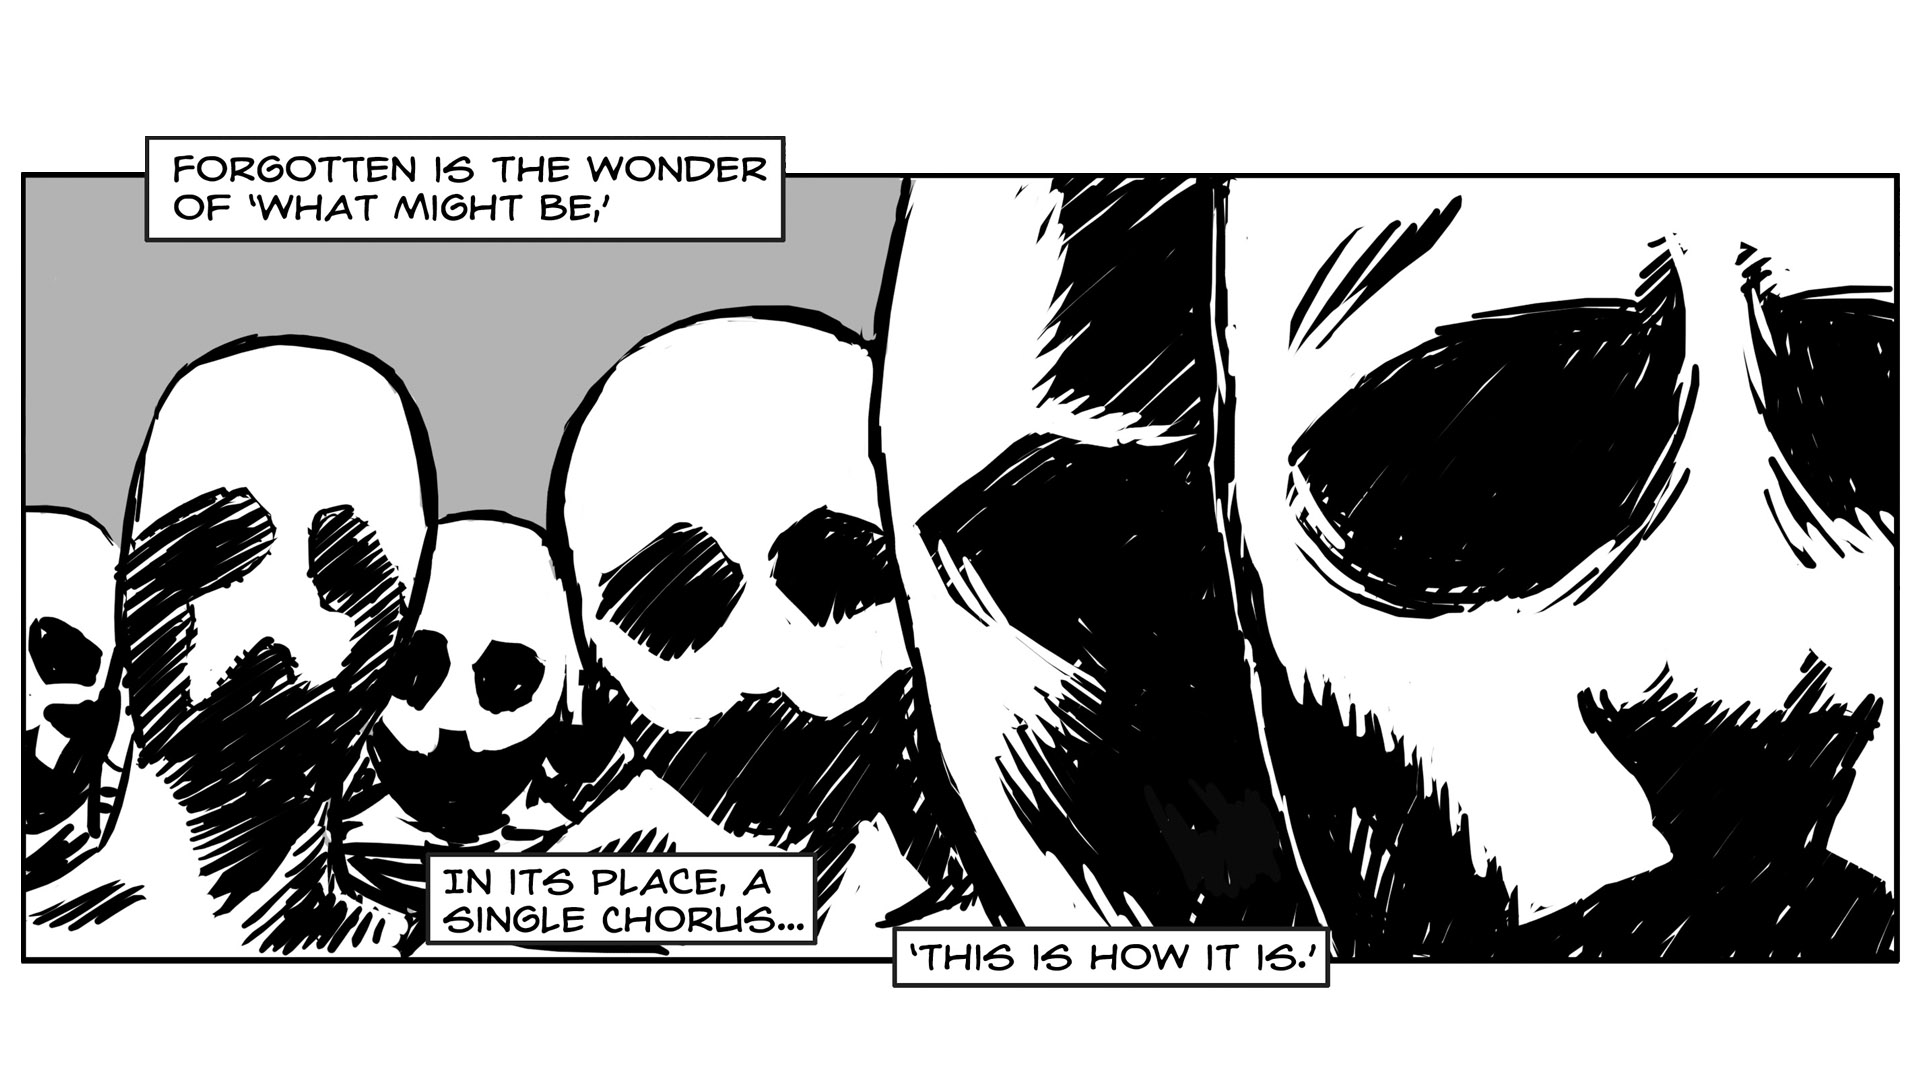 FORGOTTEN IS THE WONDER
OF ‘WHAT MIGHT BE,’
IN ITS PLACE, A
SINGLE CHORUS...
‘THIS IS HOW IT IS.’